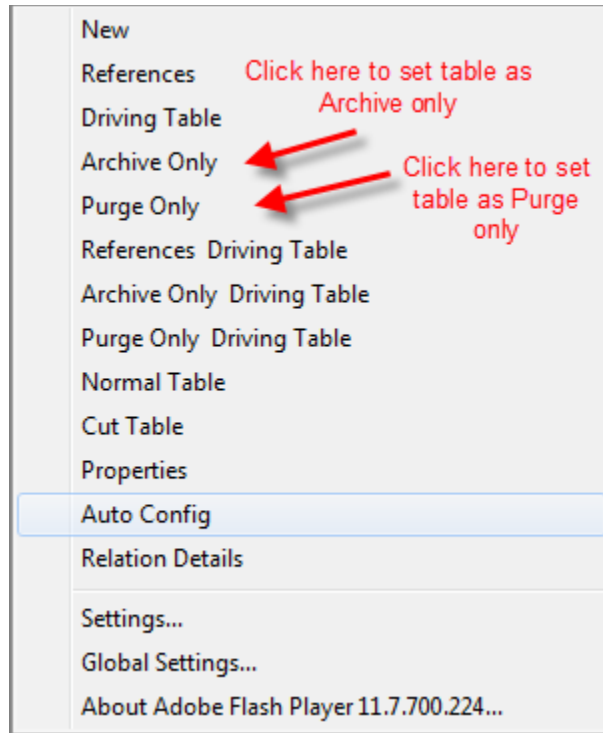 New
References
Click here to set table as
Archive only
Driving Table
Archive Only
Click here to set
table as Purge
only
Purge Only
References  Driving Table
Archive Only  Driving Table
Purge Only  Driving Table
Normal Table
Cut Table
Properties
Auto Config
Relation Details
Settings...
Global Settings...
About Adobe Flash Player 11.7.700.224...